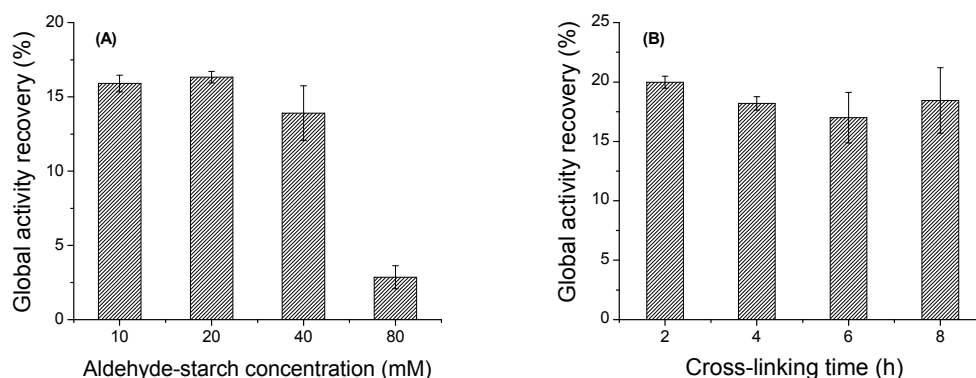 (A)
Global activity recovery (%)
20
15
10
5
0
10 20 40 80
Aldehyde-starch concentration (mM)
(B)
Global activity recovery (%)
25
20
15
10
5
0
2 4 6 8
Cross-linking time (h)